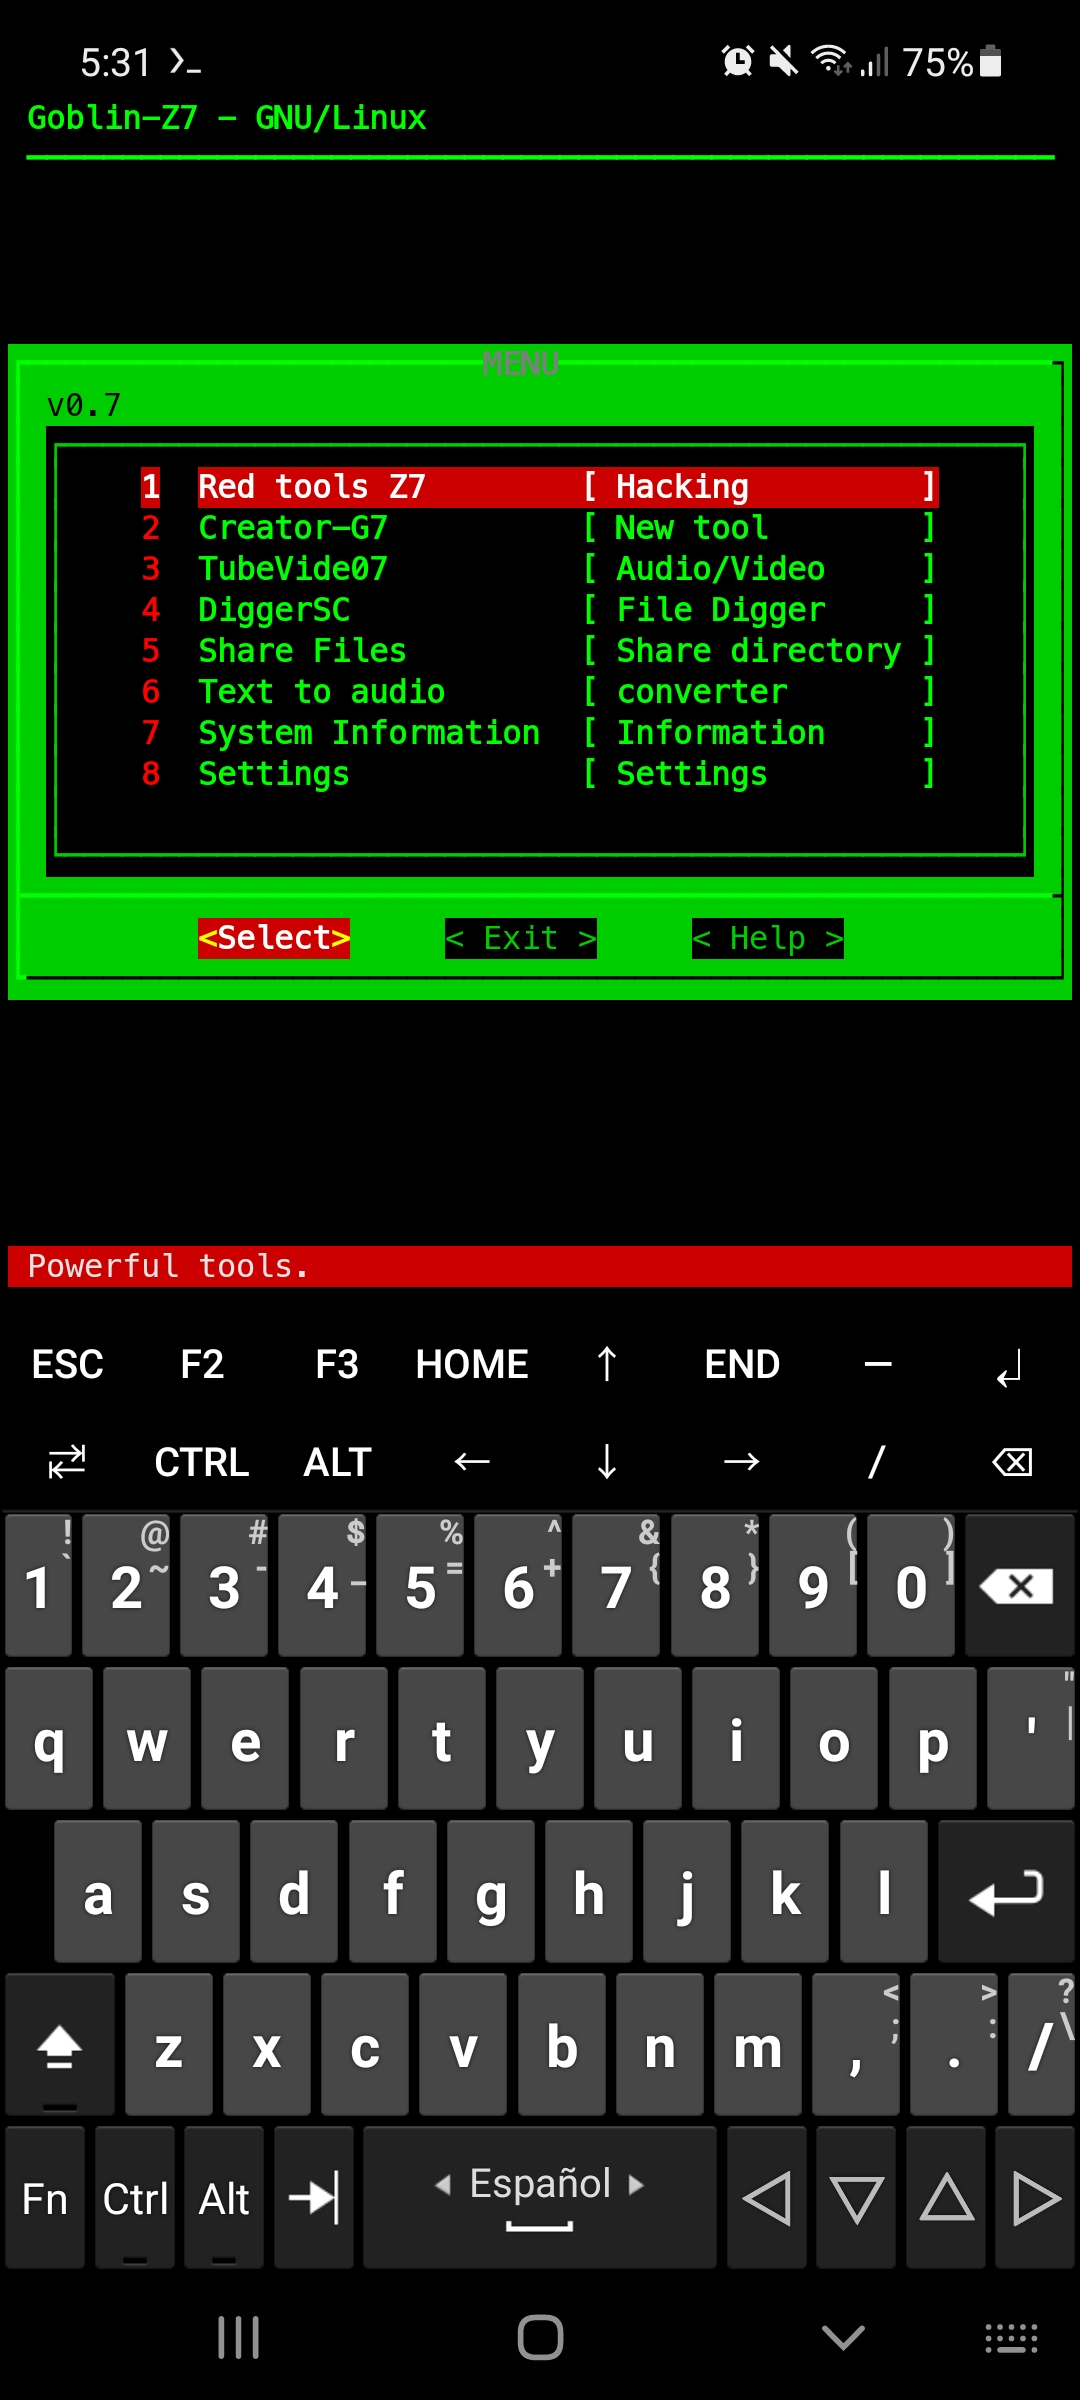 5:31 75%
Goblin-Z7 - GNU/Linux
MENU
v0.7
1 Red tools Z7 [ Hacking ]
2 Creator-G7 [ New tool ]
3 TubeVide07 [ Audio/Video ]
4 DiggerSC [ File Digger ]
5 Share Files [ Share directory ]
6 Text to audio [ converter ]
7 System Information [ Information ]
8 Settings [ Settings ]
<Select> < Exit > < Help >
Powerful tools.
ESC F2 F3 HOME ↑ END — ↲
CTRL ALT ← ↓ → / ⌫
! @ # $ % ^ & * ( )
` ~ - _ = + { } [ ]
1 2 3 4 5 6 7 8 9 0
q w e r t y u i o p ' " |
a s d f g h j k l
z x c v b n m , < ; . > : / ? \
Fn Ctrl Alt Español